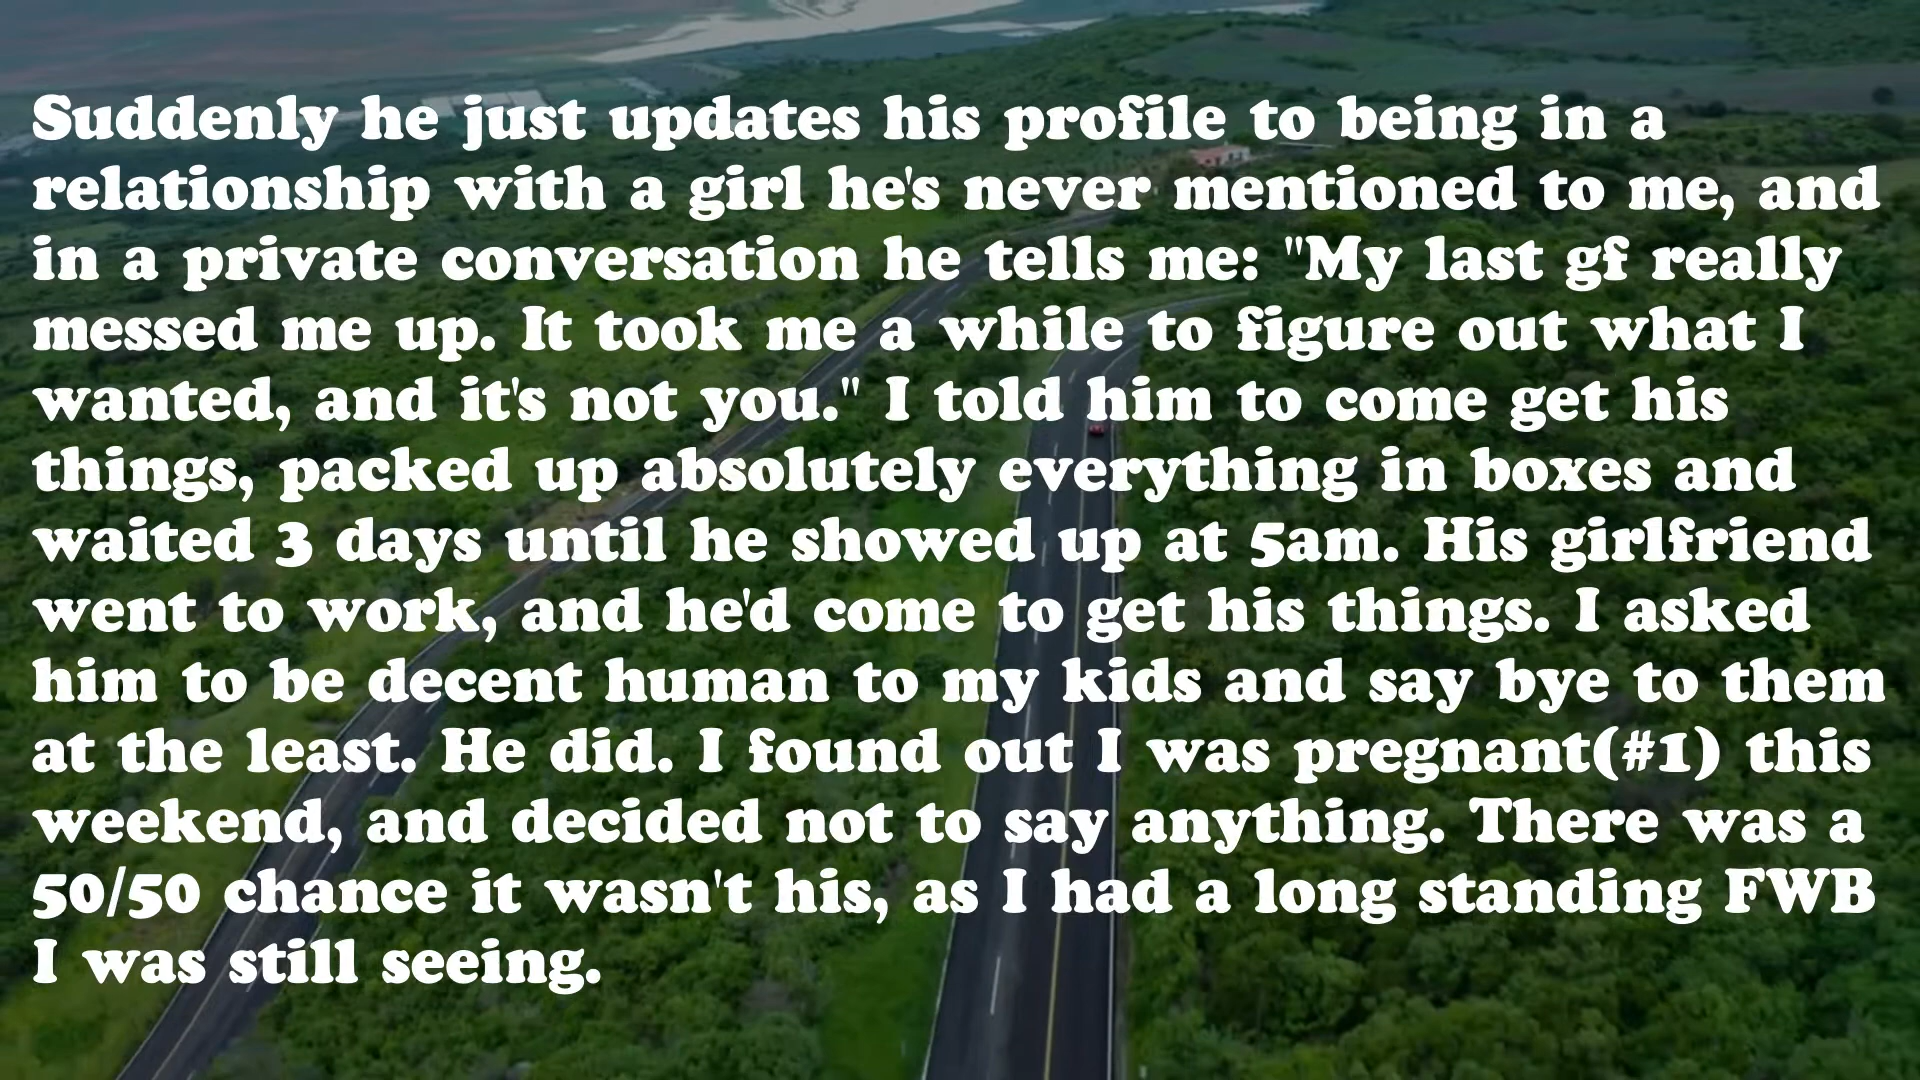 Suddenly he just updates his profile to being in a
relationship with a girl he's never mentioned to me, and
in a private conversation he tells me: "My last gf really
messed me up. It took me a while to figure out what I
wanted, and it's not you." I told him to come get his
things, packed up absolutely everything in boxes and
waited 3 days until he showed up at 5am. His girlfriend
went to work, and he'd come to get his things. I asked
him to be decent human to my kids and say bye to them
at the least. He did. I found out I was pregnant(#1) this
weekend, and decided not to say anything. There was a
50/50 chance it wasn't his, as I had a long standing FWB
I was still seeing.